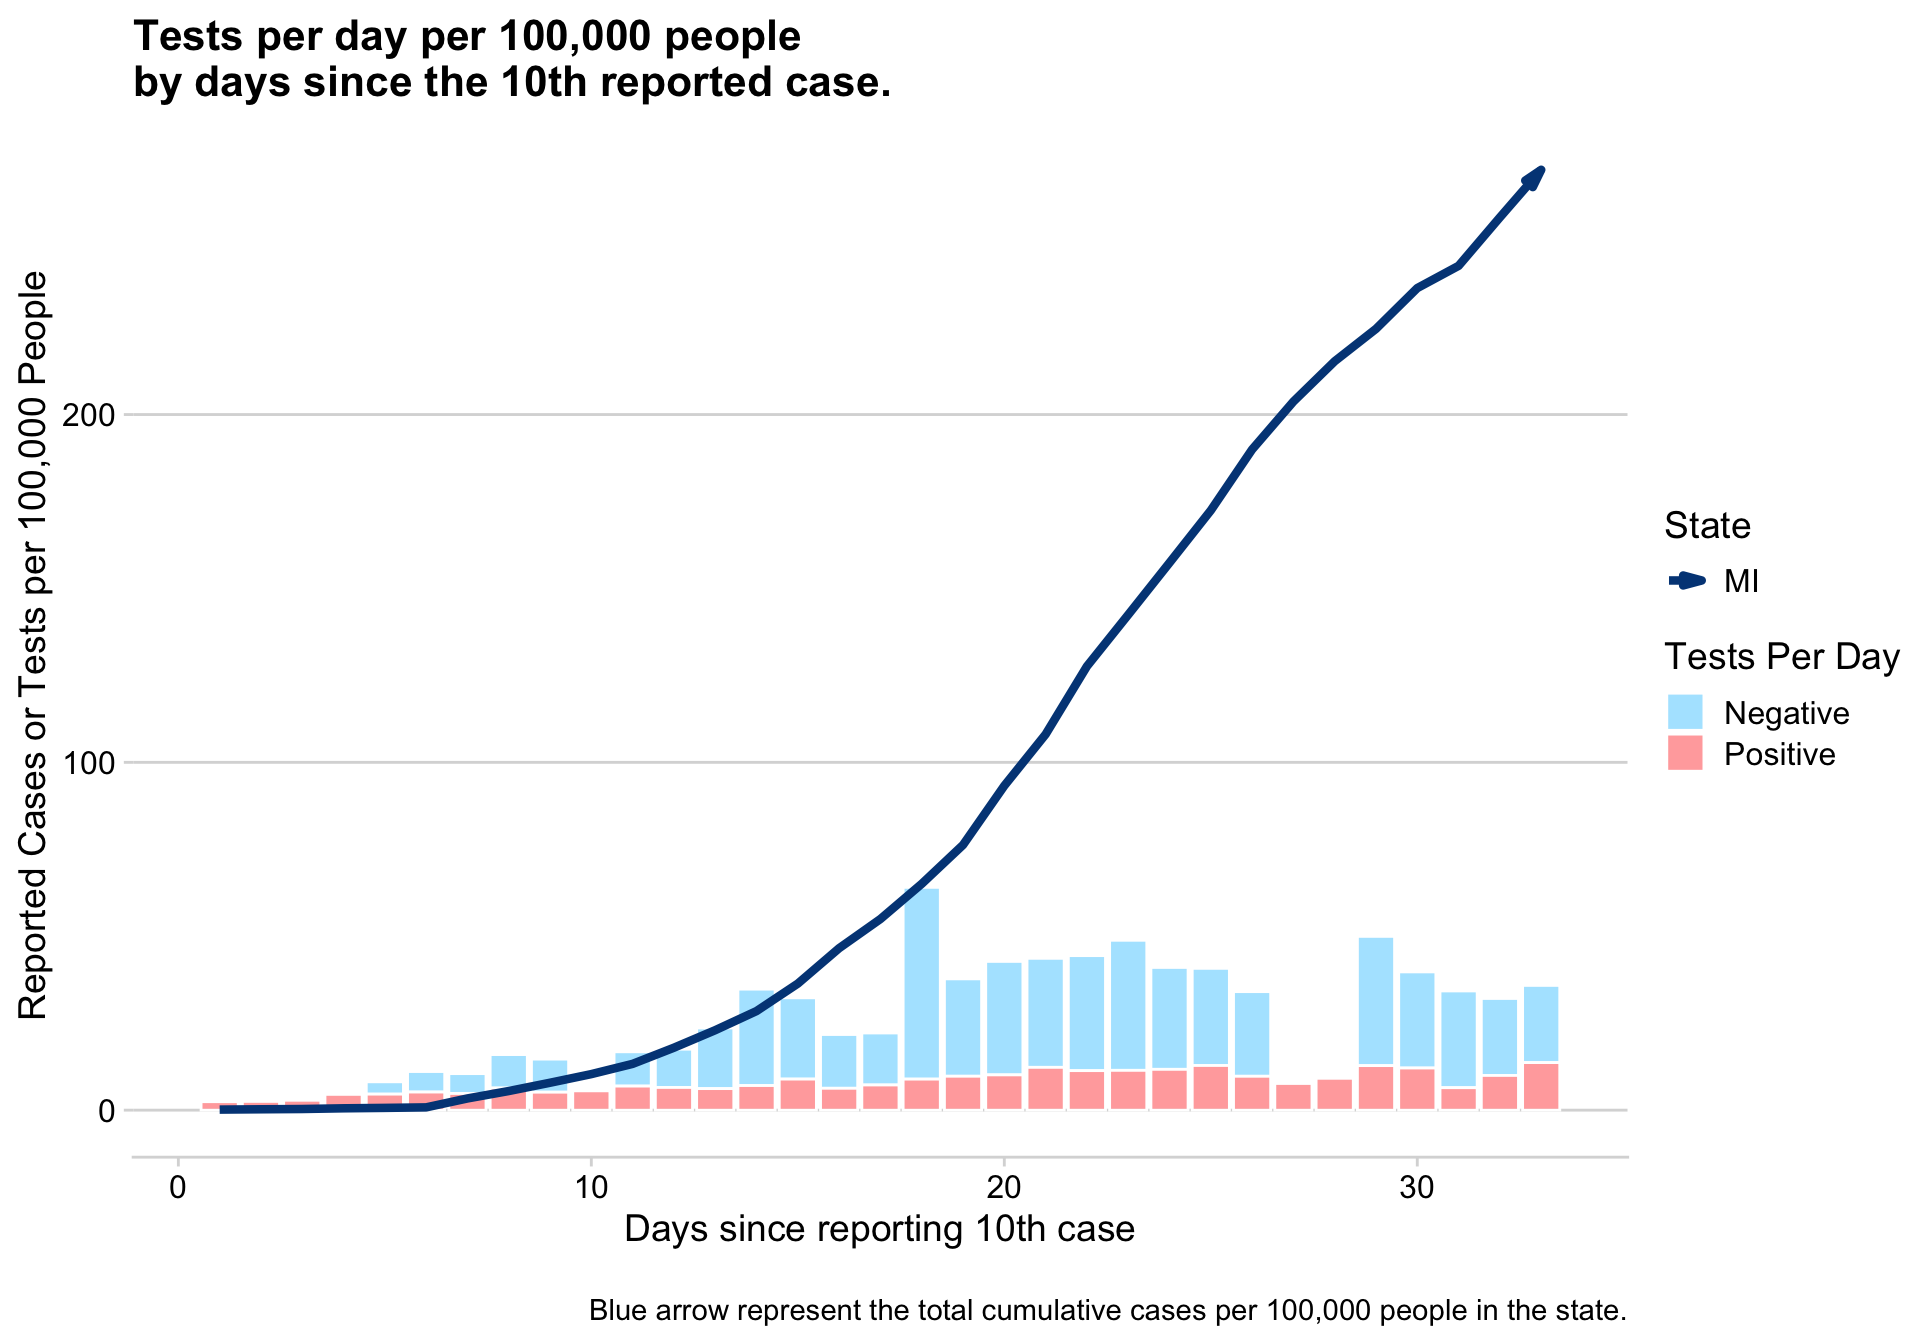 Tests per day per 100,000 people
by days since the 10th reported case.
Reported Cases or Tests per 100,000 People
200
100
0
0
10
20
30
Days since reporting 10th case
State
MI
Tests Per Day
Negative
Positive
Blue arrow represent the total cumulative cases per 100,000 people in the state.